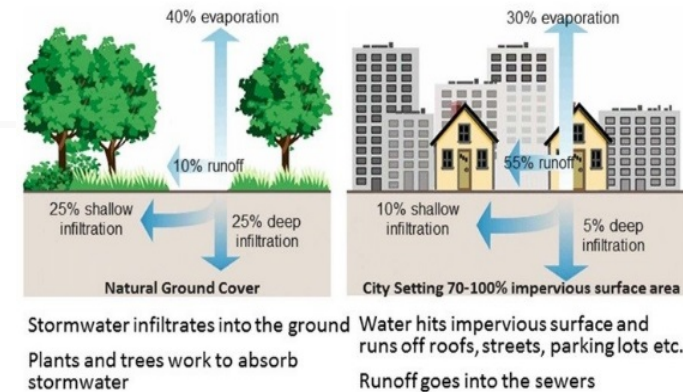 40% evaporation
10% runoff
25% shallow
infiltration
25% deep
infiltration
Natural Ground Cover
Stormwater infiltrates into the ground
Plants and trees work to absorb
stormwater
30% evaporation
55% runoff
10% shallow
infiltration
5% deep
infiltration
City Setting 70-100% impervious surface area
Water hits impervious surface and
runs off roofs, streets, parking lots etc.
Runoff goes into the sewers